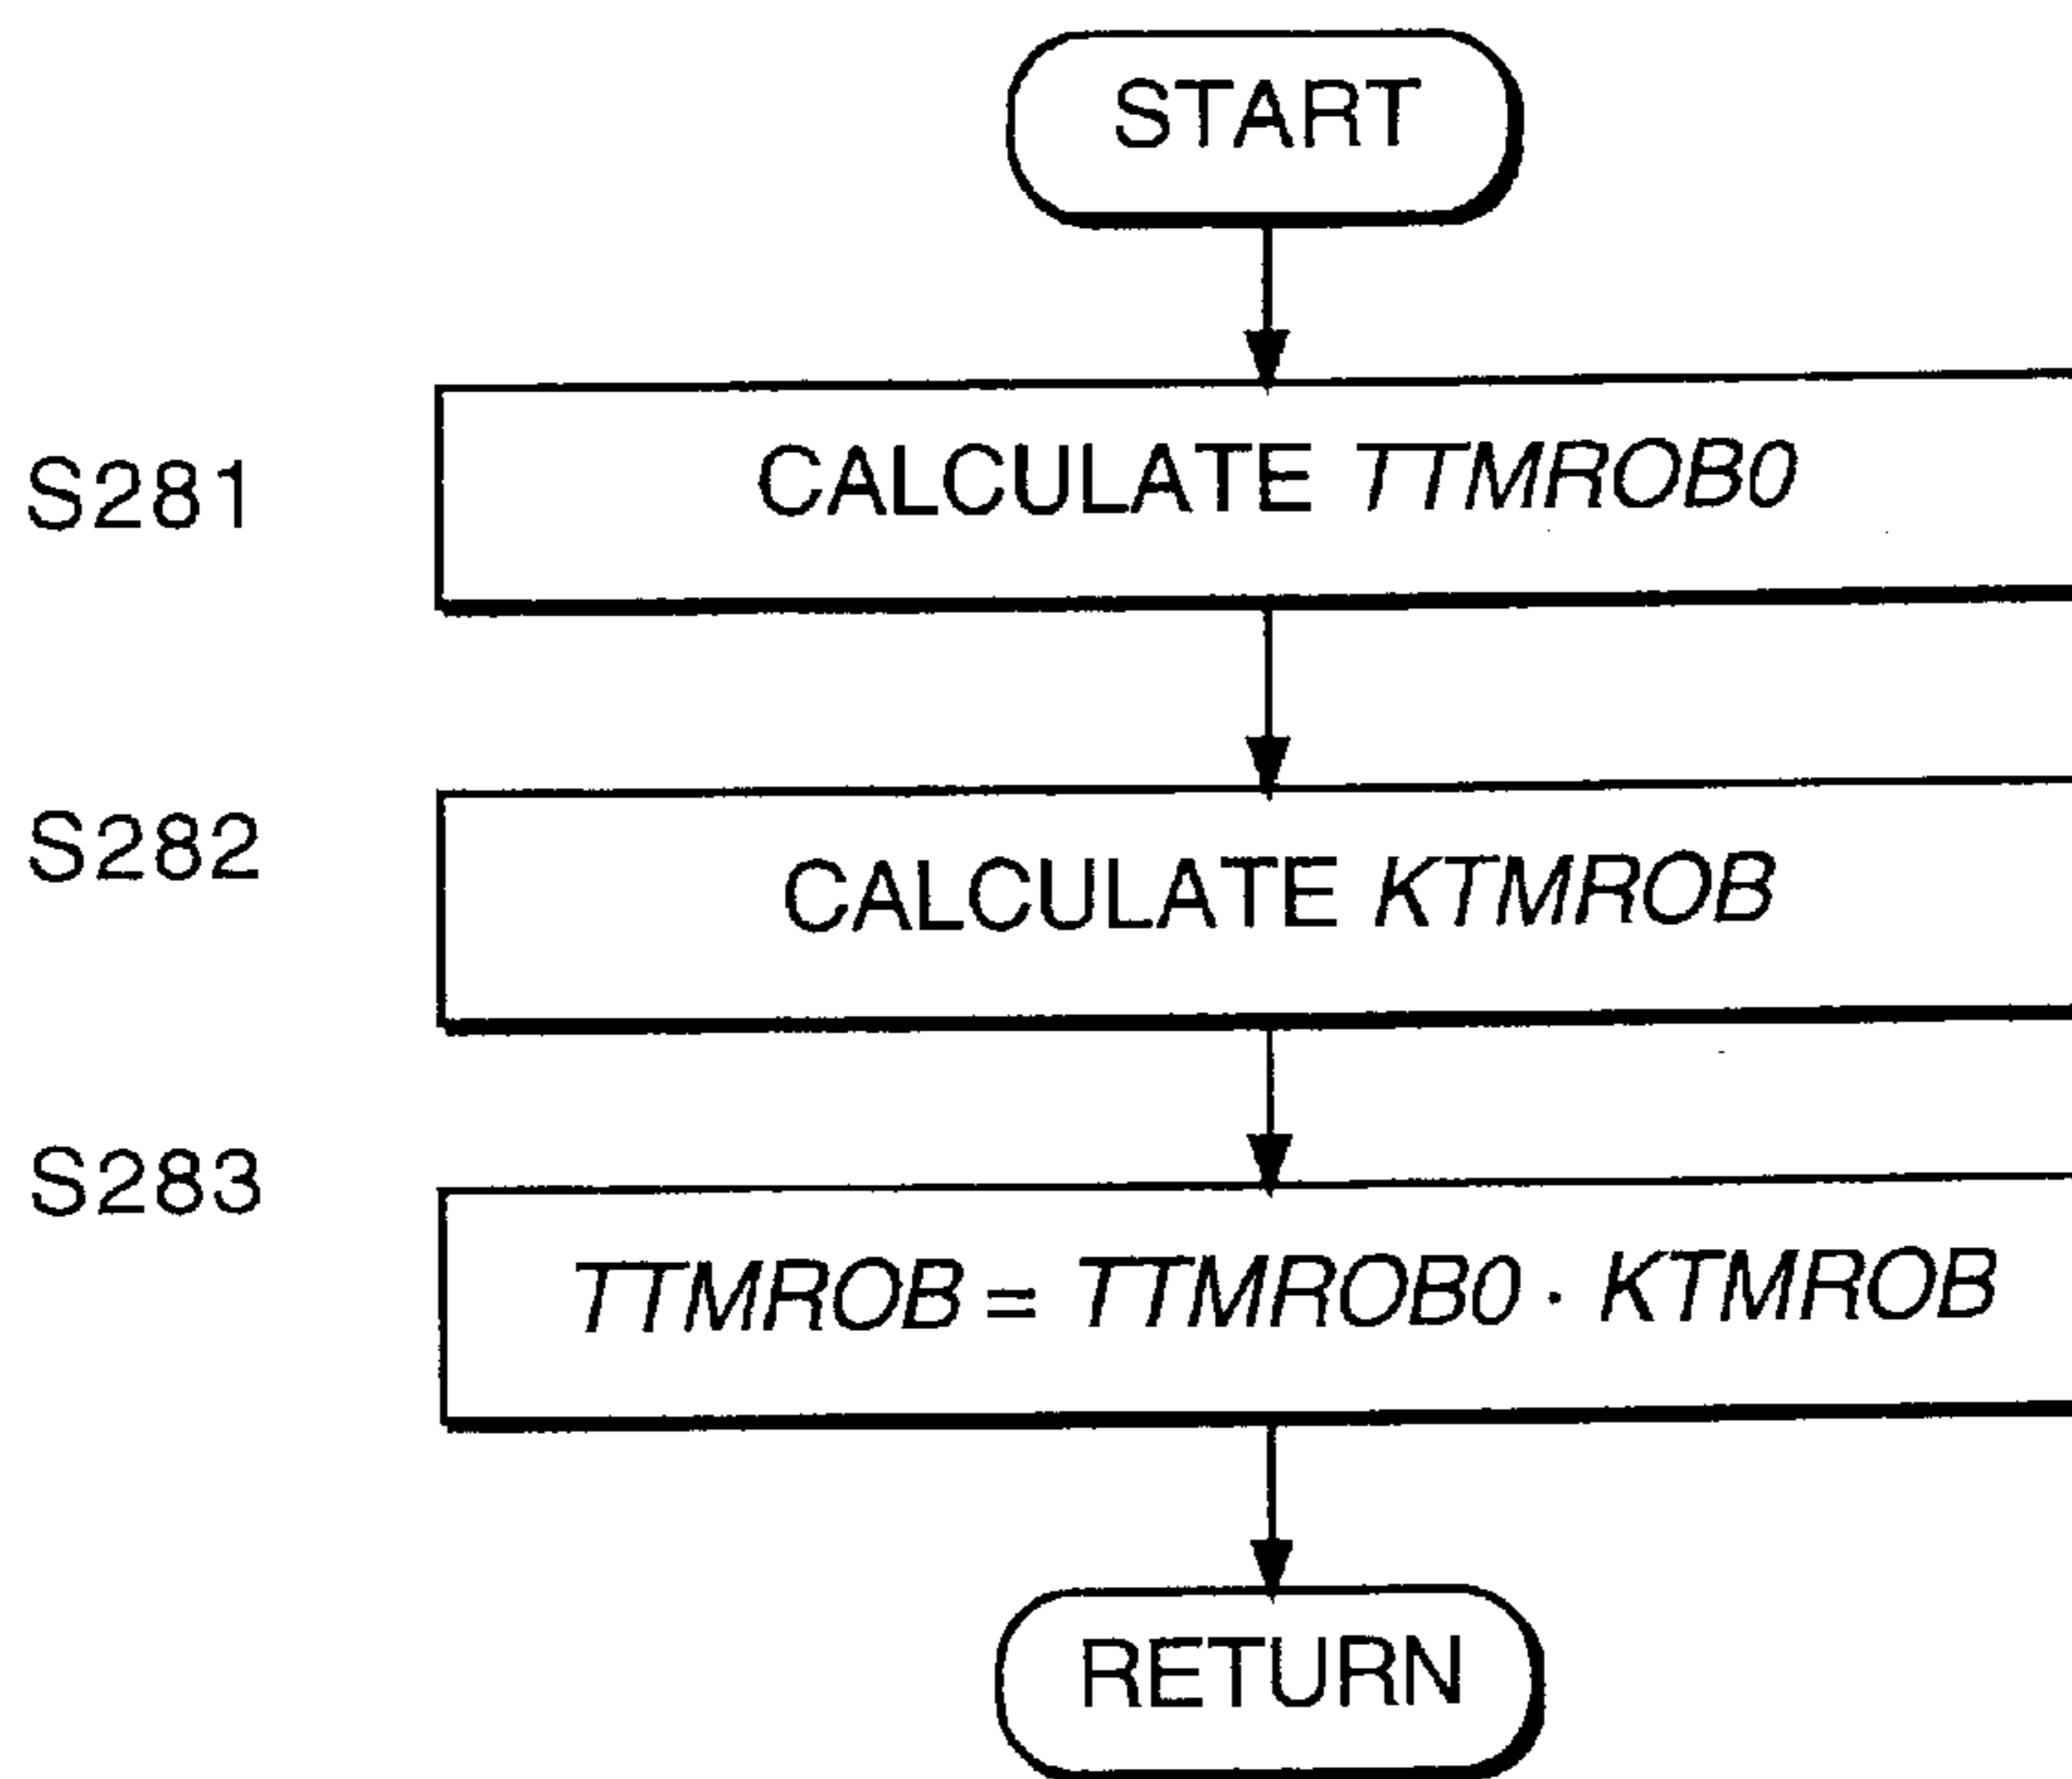 START
S281
CALCULATE TTMROB0
S282
CALCULATE KTMROB
S283
TTMROB = TTMROB0 · KTMROB
RETURN